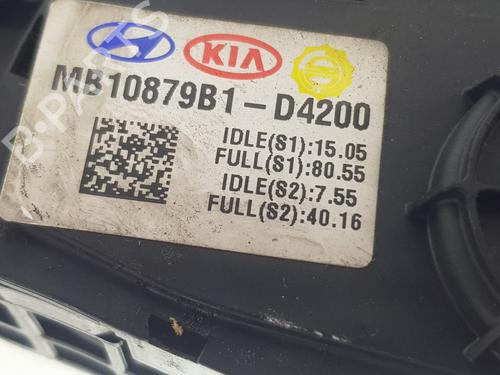 KIA
MB10879B1-D4200
IDLE(S1):15.05
FULL(S1):80.55
IDLE(S2):7.55
FULL(S2):40.16
B-PARTS